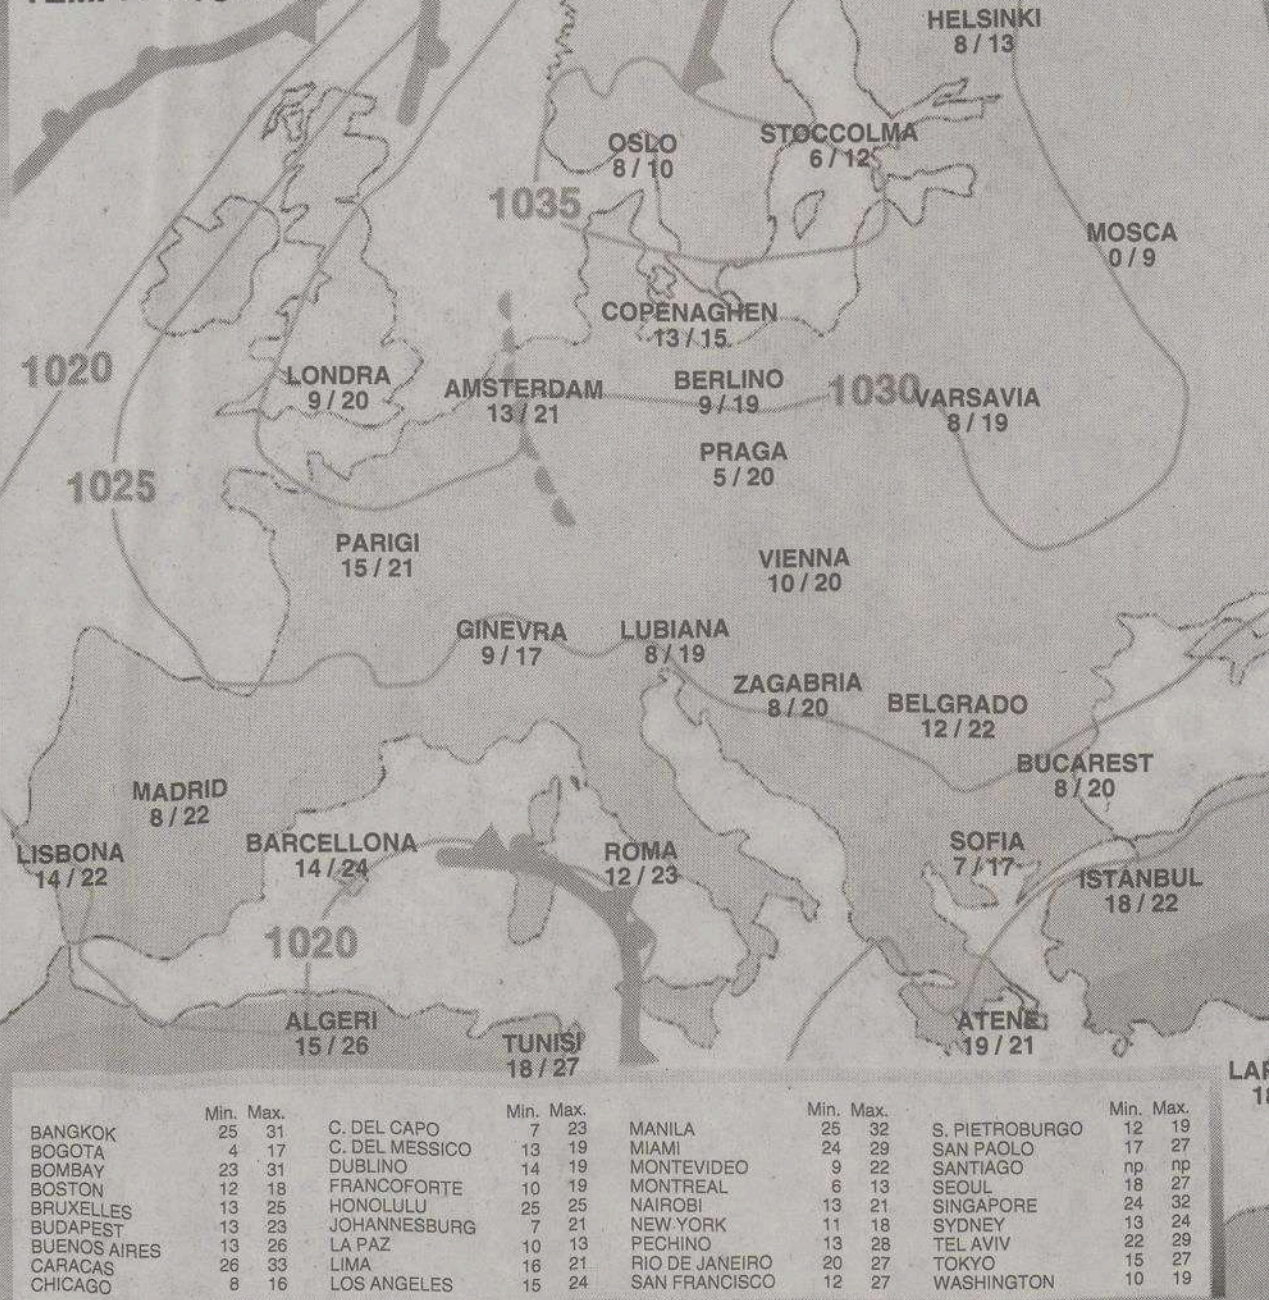 HELSINKI
8 / 13
OSLO
8 / 10
STOCCOLMA
6 / 12
1035
MOSCA
0 / 9
COPENAGHEN
13 / 15
1020
LONDRA
9 / 20
AMSTERDAM
13 / 21
BERLINO
9 / 19
1030
VARSAVIA
8 / 19
PRAGA
5 / 20
1025
PARIGI
15 / 21
VIENNA
10 / 20
GINEVRA
9 / 17
LUBIANA
8 / 19
ZAGABRIA
8 / 20
BELGRADO
12 / 22
BUCAREST
8 / 20
MADRID
8 / 22
LISBONA
14 / 22
BARCELLONA
14 / 24
ROMA
12 / 23
SOFIA
7 / 17
ISTANBUL
18 / 22
1020
ALGERI
15 / 26
TUNISI
18 / 27
ATENE
19 / 21
Min. Max.
BANGKOK 25 31
BOGOTA 4 17
BOMBAY 23 31
BOSTON 12 18
BRUXELLES 13 25
BUDAPEST 13 23
BUENOS AIRES 13 26
CARACAS 26 33
CHICAGO 8 16
Min. Max.
C. DEL CAPO 7 23
C. DEL MESSICO 13 19
DUBLINO 14 19
FRANCOFORTE 10 19
HONOLULU 25 25
JOHANNESBURG 7 21
LA PAZ 10 13
LIMA 16 21
LOS ANGELES 15 24
Min. Max.
MANILA 25 32
MIAMI 24 29
MONTEVIDEO 9 22
MONTREAL 6 13
NAIROBI 13 21
NEW YORK 11 18
PECHINO 13 28
RIO DE JANEIRO 20 27
SAN FRANCISCO 12 27
Min. Max.
S. PIETROBURGO 12 19
SAN PAOLO 17 27
SANTIAGO np np
SEOUL 18 27
SINGAPORE 24 32
SYDNEY 13 24
TEL AVIV 22 29
TOKYO 15 27
WASHINGTON 10 19